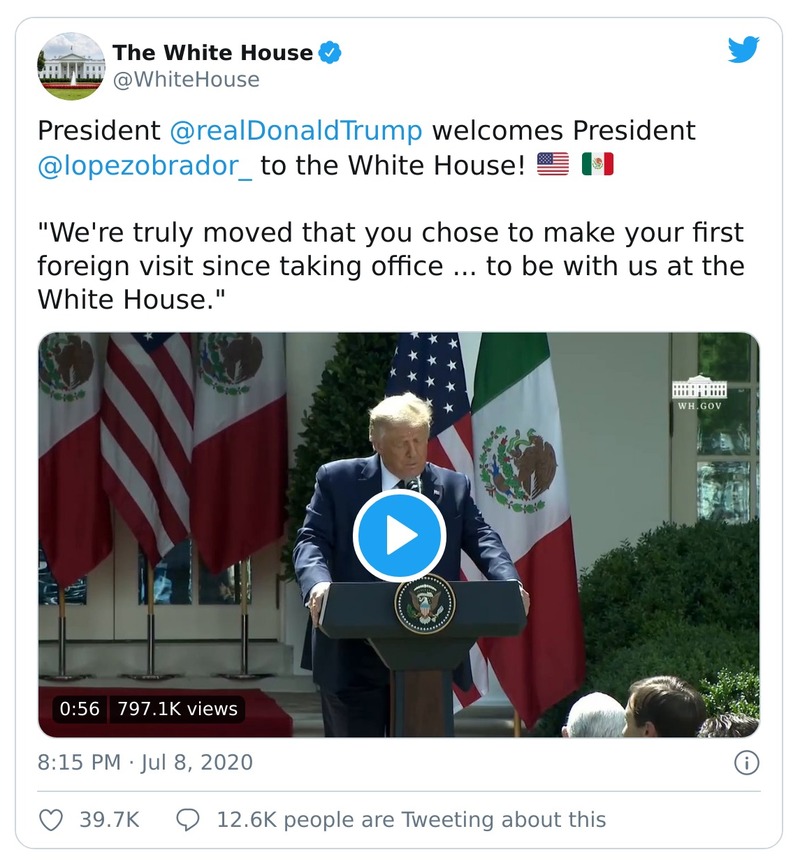 The White House
@WhiteHouse
President @realDonaldTrump welcomes President
@lopezobrador_ to the White House! 🇺🇸 🇲🇽
"We're truly moved that you chose to make your first
foreign visit since taking office ... to be with us at the
White House."
WH.GOV
0:56 797.1K views
8:15 PM · Jul 8, 2020
39.7K 12.6K people are Tweeting about this